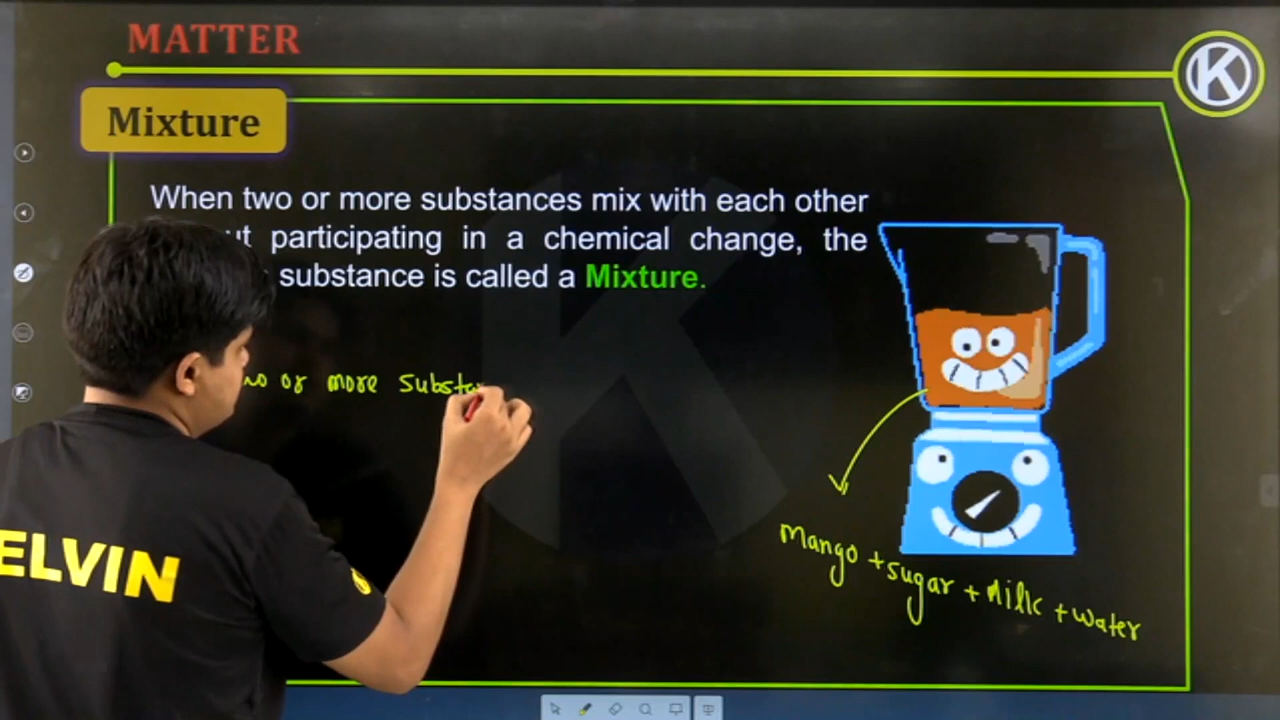 MATTER
K
Mixture
When two or more substances mix with each other
participating in a chemical change, the
substance is called a Mixture.
or more
mango + sugar + milk + water
ELVIN